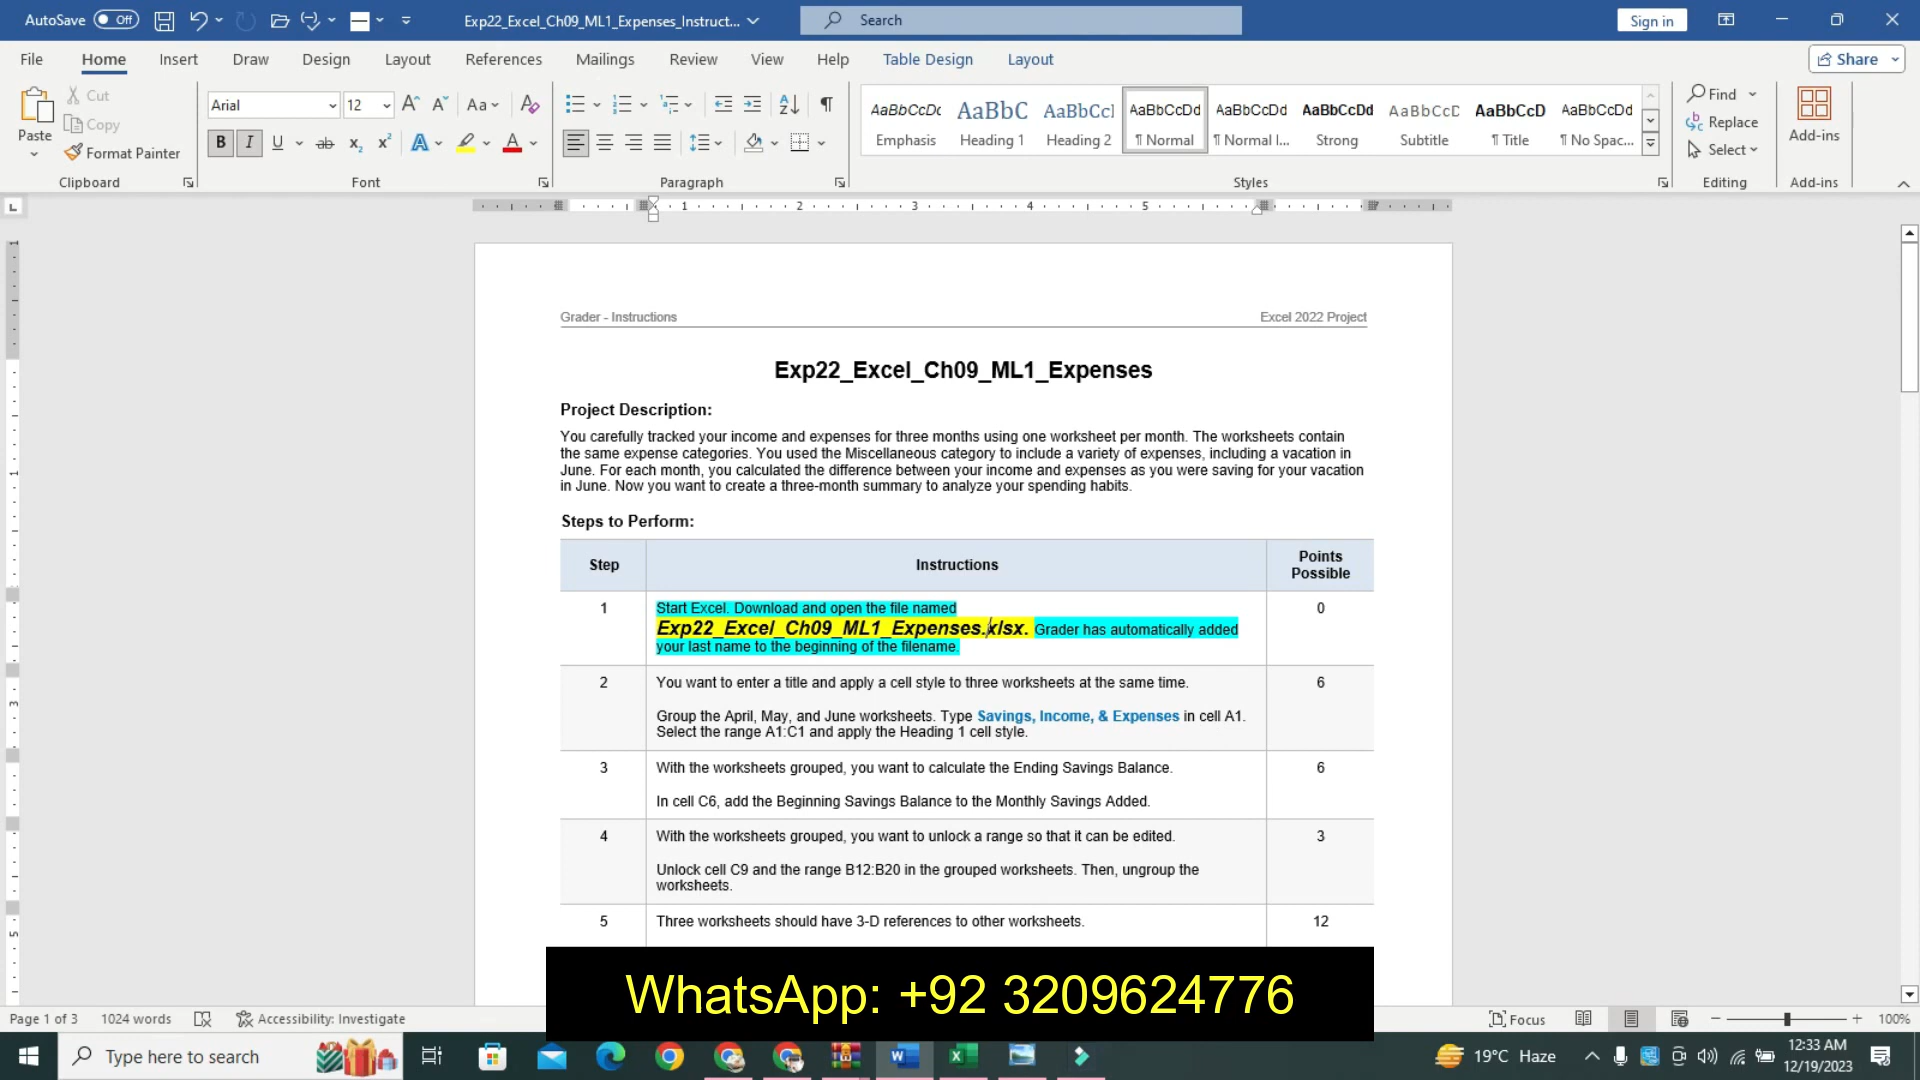 AutoSave Off Exp22_Excel_Ch09_ML1_Expenses_Instruct... Search Sign in
File Home Insert Draw Design Layout References Mailings Review View Help Table Design Layout Share
Paste Cut Copy Format Painter
Clipboard
Arial 12 Aa
B I U ab x₂ x² A A
Font
Paragraph
AaBbCcDc AaBbC AaBbCcI AaBbCcDd AaBbCcDd AaBbCcDd AaBbCcD AaBbCcD AaBbCcDd
Emphasis Heading 1 Heading 2 ¶ Normal ¶ Normal I... Strong Subtitle ¶ Title ¶ No Spac...
Styles
Find
Replace
Select
Editing
Add-ins
Add-ins
1 2 3 4 5
Grader - Instructions Excel 2022 Project
Exp22_Excel_Ch09_ML1_Expenses
Project Description:
You carefully tracked your income and expenses for three months using one worksheet per month. The worksheets contain
the same expense categories. You used the Miscellaneous category to include a variety of expenses, including a vacation in
June. For each month, you calculated the difference between your income and expenses as you were saving for your vacation
in June. Now you want to create a three-month summary to analyze your spending habits.
Steps to Perform:
Step Instructions Points Possible
1 Start Excel. Download and open the file named 0
Exp22_Excel_Ch09_ML1_Expenses.xlsx. Grader has automatically added
your last name to the beginning of the filename.
2 You want to enter a title and apply a cell style to three worksheets at the same time. 6
Group the April, May, and June worksheets. Type Savings, Income, & Expenses in cell A1.
Select the range A1:C1 and apply the Heading 1 cell style.
3 With the worksheets grouped, you want to calculate the Ending Savings Balance. 6
In cell C6, add the Beginning Savings Balance to the Monthly Savings Added.
4 With the worksheets grouped, you want to unlock a range so that it can be edited. 3
Unlock cell C9 and the range B12:B20 in the grouped worksheets. Then, ungroup the
worksheets.
5 Three worksheets should have 3-D references to other worksheets. 12
WhatsApp: +92 3209624776
Page 1 of 3 1024 words Accessibility: Investigate Focus 100%
Type here to search 19°C Haze 12:33 AM
12/19/2023